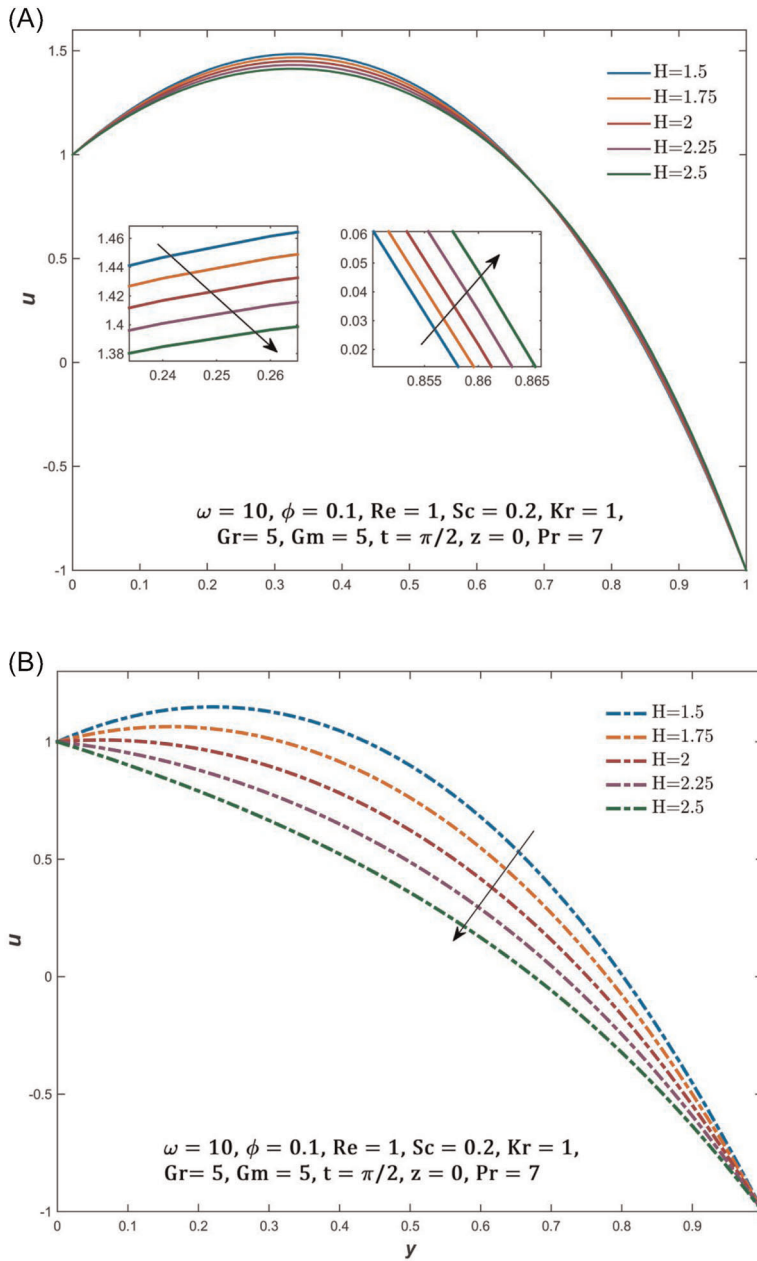 (A)
1.5
1
0.5
0
-0.5
-1
u
H=1.5
H=1.75
H=2
H=2.25
H=2.5
1.46
1.44
1.42
1.4
1.38
0.24 0.25 0.26
0.06
0.05
0.04
0.03
0.02
0.855 0.86 0.865
ω = 10, ϕ = 0.1, Re = 1, Sc = 0.2, Kr = 1,
Gr= 5, Gm = 5, t = π/2, z = 0, Pr = 7
0 0.1 0.2 0.3 0.4 0.5 0.6 0.7 0.8 0.9 1
(B)
1
0.5
0
-0.5
-1
u
H=1.5
H=1.75
H=2
H=2.25
H=2.5
ω = 10, ϕ = 0.1, Re = 1, Sc = 0.2, Kr = 1,
Gr= 5, Gm = 5, t = π/2, z = 0, Pr = 7
0 0.1 0.2 0.3 0.4 0.5 0.6 0.7 0.8 0.9 1
y